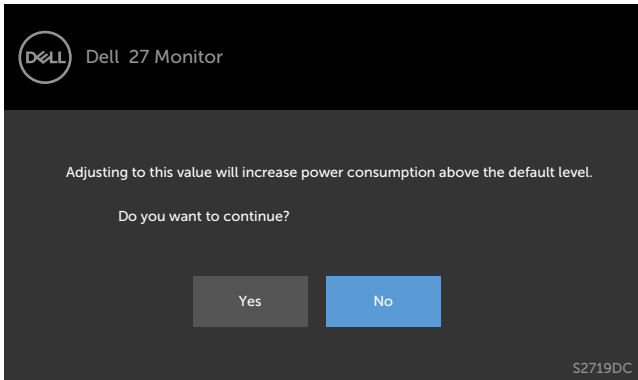 DELL
Dell 27 Monitor
Adjusting to this value will increase power consumption above the default level.
Do you want to continue?
Yes
No
S2719DC